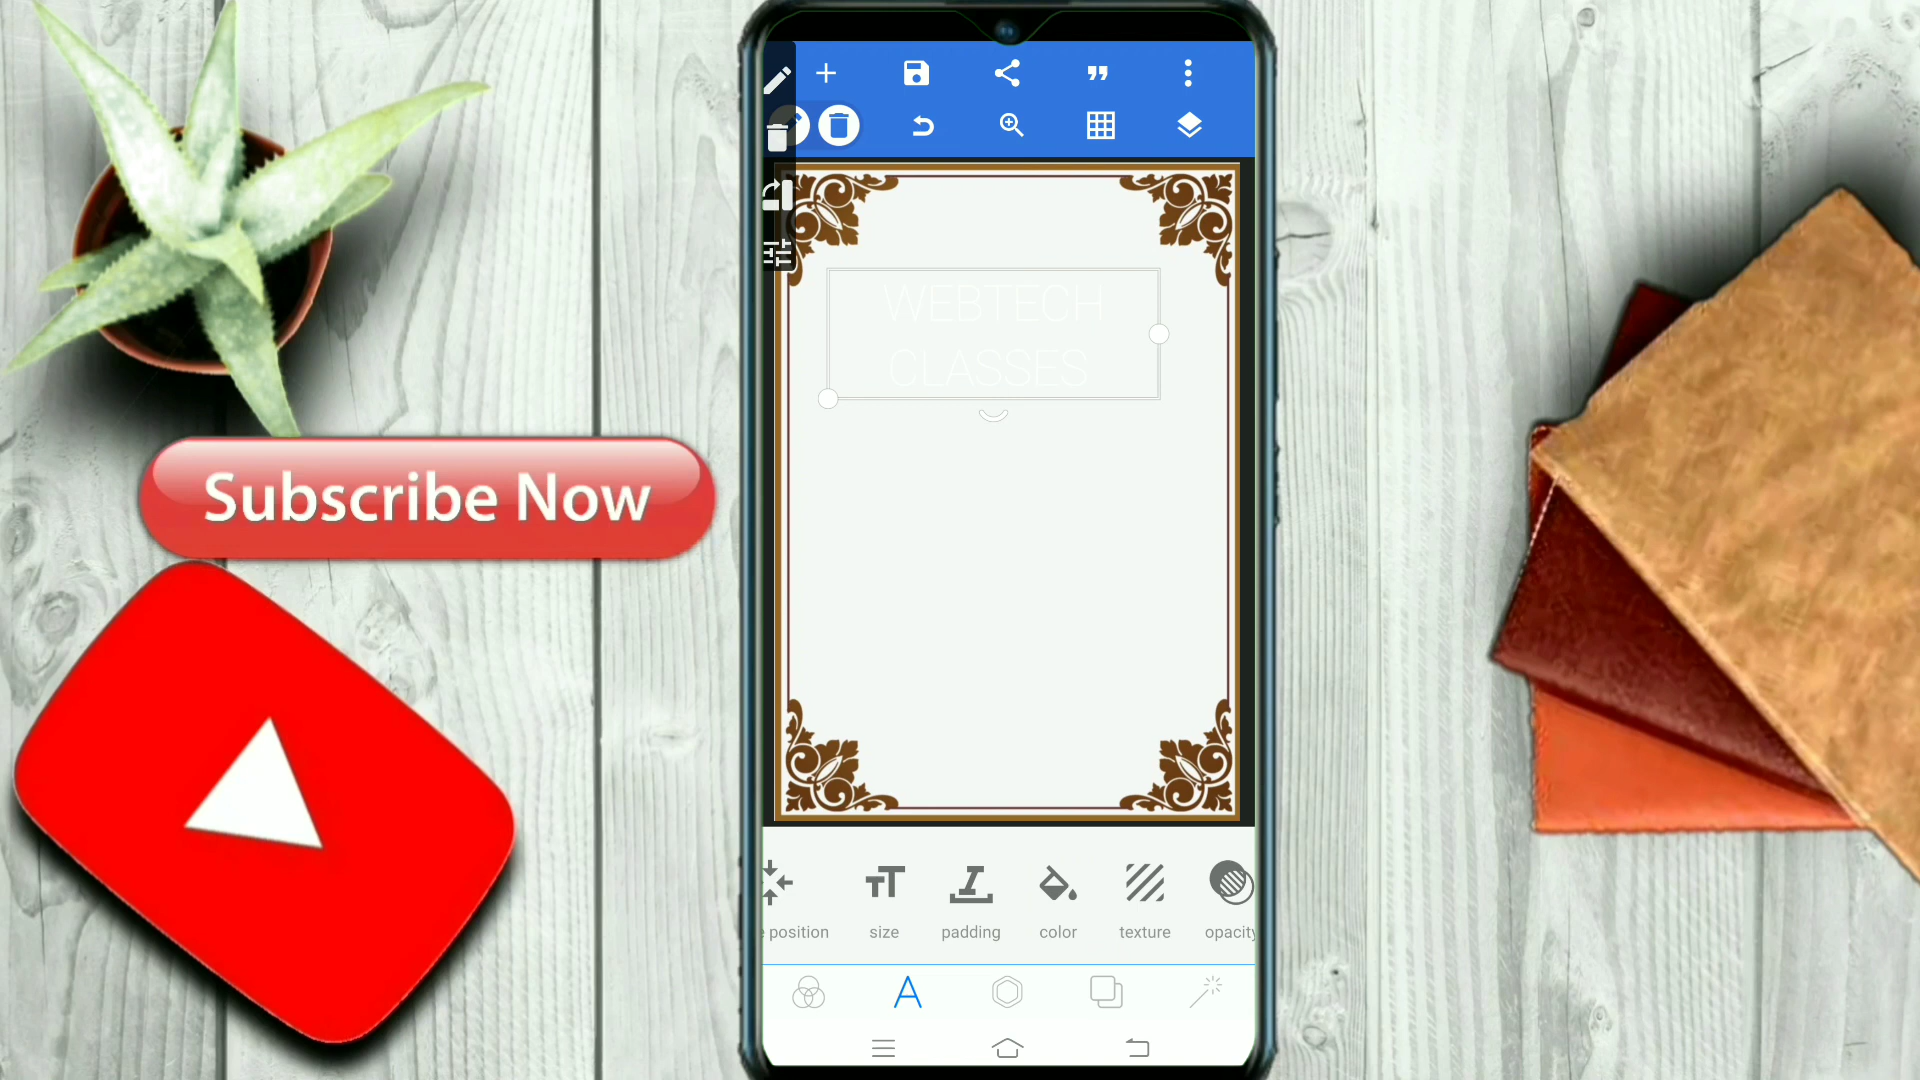 WEBTECH
CLASSES
Subscribe Now
position
size
padding
color
texture
opacity